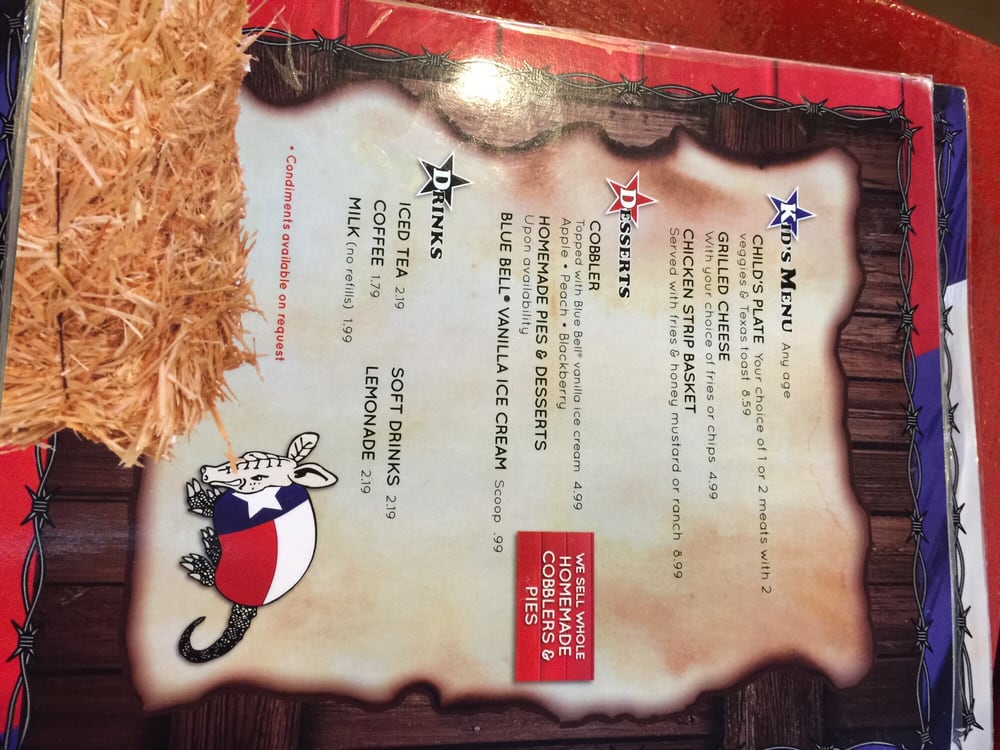 KID'S MENU Any age
CHILD'S PLATE Your choice of 1 or 2 meats with 2
veggies & Texas toast 8.59
GRILLED CHEESE
With your choice of fries or chips 4.99
CHICKEN STRIP BASKET
Served with fries & honey mustard or ranch 8.99
DESSERTS
COBBLER
Topped with Blue Bell® vanilla ice cream 4.99
Apple • Peach • Blackberry
HOMEMADE PIES & DESSERTS
Upon availability
BLUE BELL® VANILLA ICE CREAM Scoop .99
WE SELL WHOLE
HOMEMADE
COBBLERS &
PIES
DRINKS
ICED TEA 2.19
COFFEE 1.79
MILK (no refills) 1.99
SOFT DRINKS 2.19
LEMONADE 2.19
* Condiments available on request